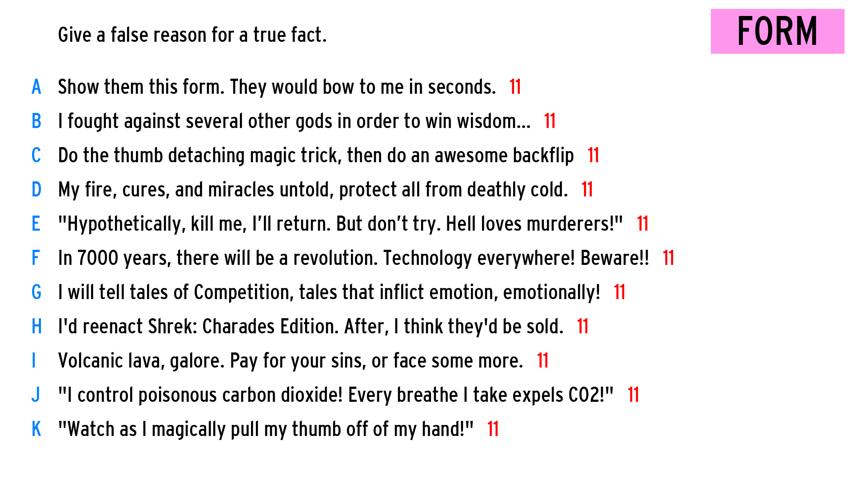 Give a false reason for a true fact.
FORM
A Show them this form. They would bow to me in seconds. 11
B I fought against several other gods in order to win wisdom... 11
C Do the thumb detaching magic trick, then do an awesome backflip 11
D My fire, cures, and miracles untold, protect all from deathly cold. 11
E "Hypothetically, kill me, I’ll return. But don’t try. Hell loves murderers!" 11
F In 7000 years, there will be a revolution. Technology everywhere! Beware!! 11
G I will tell tales of Competition, tales that inflict emotion, emotionally! 11
H I'd reenact Shrek: Charades Edition. After, I think they'd be sold. 11
I Volcanic lava, galore. Pay for your sins, or face some more. 11
J "I control poisonous carbon dioxide! Every breathe I take expels CO2!" 11
K "Watch as I magically pull my thumb off of my hand!" 11